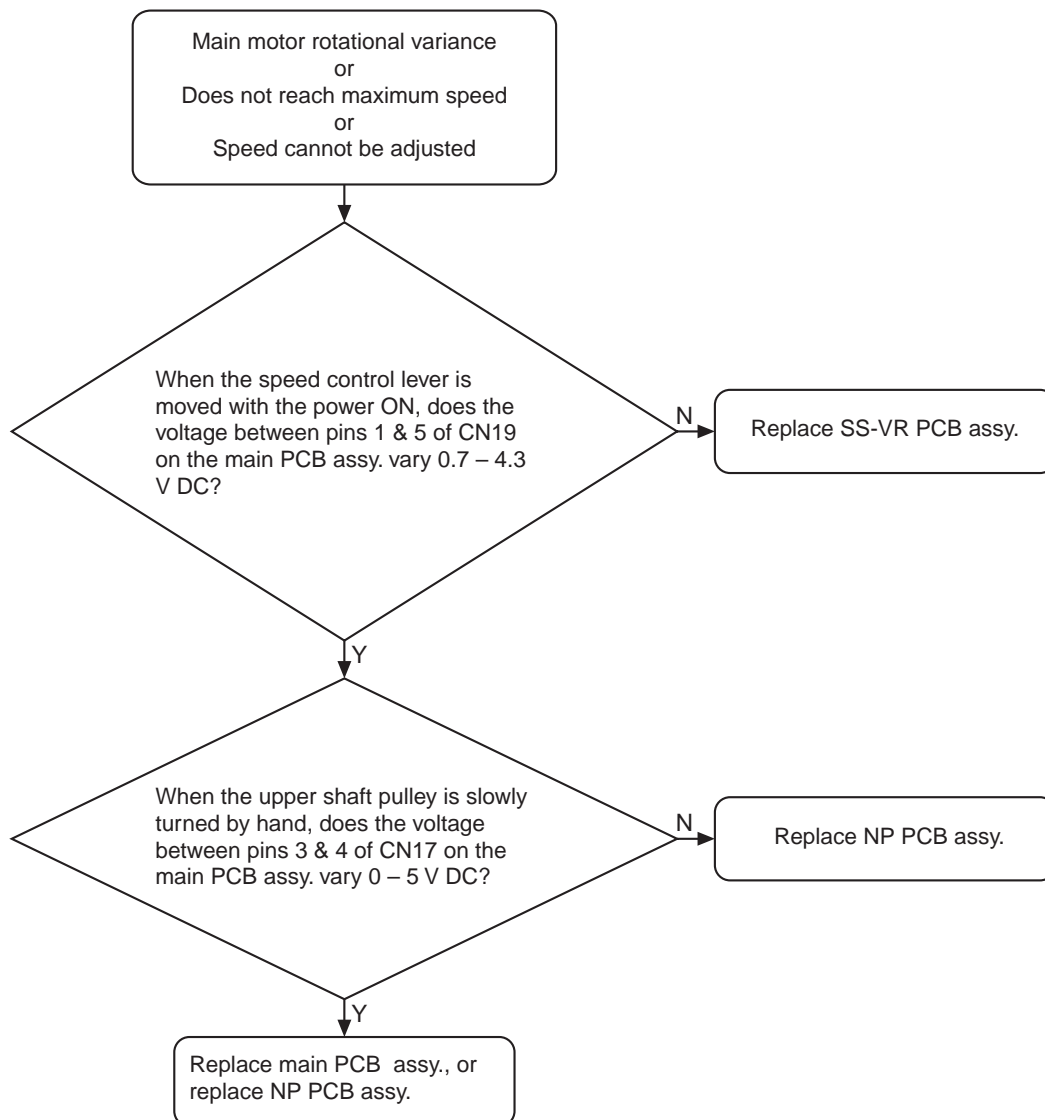 Main motor rotational variance
or
Does not reach maximum speed
or
Speed cannot be adjusted
When the speed control lever is
moved with the power ON, does the
voltage between pins 1 & 5 of CN19
on the main PCB assy. vary 0.7 – 4.3
V DC?
N
Replace SS-VR PCB assy.
Y
When the upper shaft pulley is slowly
turned by hand, does the voltage
between pins 3 & 4 of CN17 on the
main PCB assy. vary 0 – 5 V DC?
N
Replace NP PCB assy.
Y
Replace main PCB  assy., or
replace NP PCB assy.